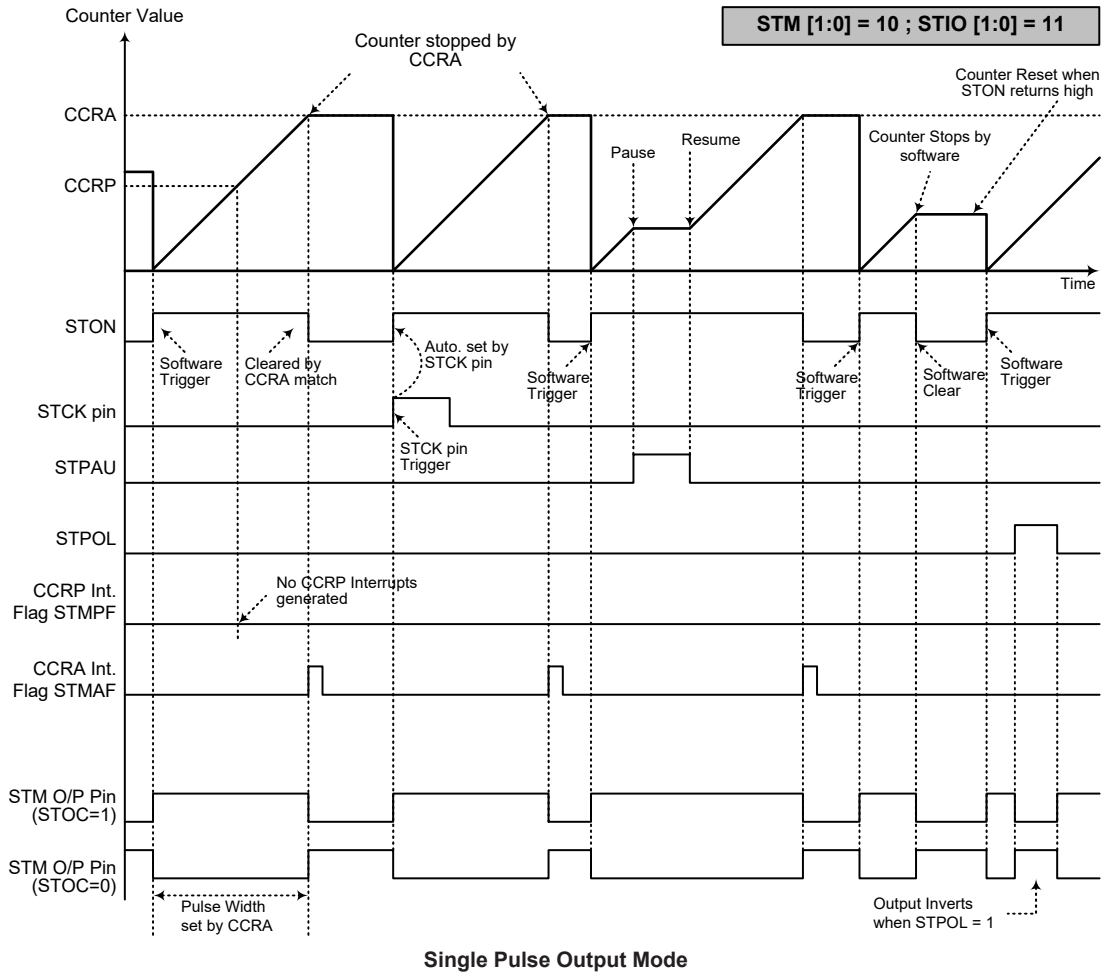 Counter Value
STM [1:0] = 10 ; STIO [1:0] = 11
Counter stopped by
CCRA
Counter Reset when
STON returns high
CCRA
Pause
Resume
Counter Stops by
software
CCRP
Time
STON
Software
Trigger
Cleared by
CCRA match
Auto. set by
STCK pin
Software
Trigger
Software
Trigger
Software
Clear
Software
Trigger
STCK pin
STCK pin
Trigger
STPAU
STPOL
CCRP Int.
Flag STMPF
No CCRP Interrupts
generated
CCRA Int.
Flag STMAF
STM O/P Pin
(STOC=1)
STM O/P Pin
(STOC=0)
Pulse Width
set by CCRA
Output Inverts
when STPOL = 1
Single Pulse Output Mode